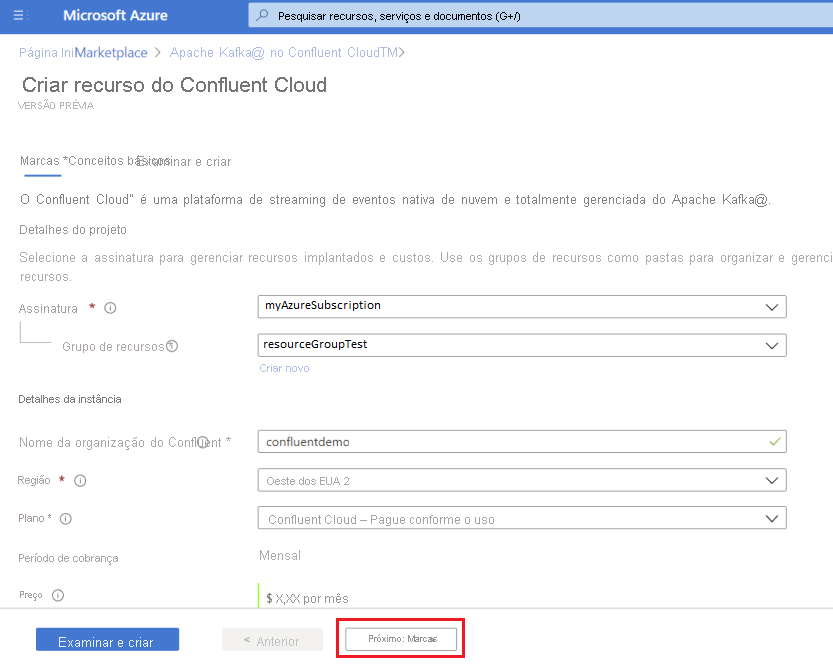 Microsoft Azure
Pesquisar recursos, serviços e documentos (G+/)
Página IniMarketplace > Apache Kafka@ no Confluent CloudTM>
Criar recurso do Confluent Cloud
VERSÃO PRÉVIA
Marcas *Conceitos básicos Examinar e criar
O Confluent Cloud" é uma plataforma de streaming de eventos nativa de nuvem e totalmente gerenciada do Apache Kafka@.
Detalhes do projeto
Selecione a assinatura para gerenciar recursos implantados e custos. Use os grupos de recursos como pastas para organizar e gerenci
recursos.
Assinatura * myAzureSubscription
Grupo de recursos resourceGroupTest
Criar novo
Detalhes da instância
Nome da organização do Confluent * confluentdemo
Região * Oeste dos EUA 2
Plano * Confluent Cloud – Pague conforme o uso
Período de cobrança Mensal
Preço $ X,XX por mês
Examinar e criar < Anterior Próximo: Marcas